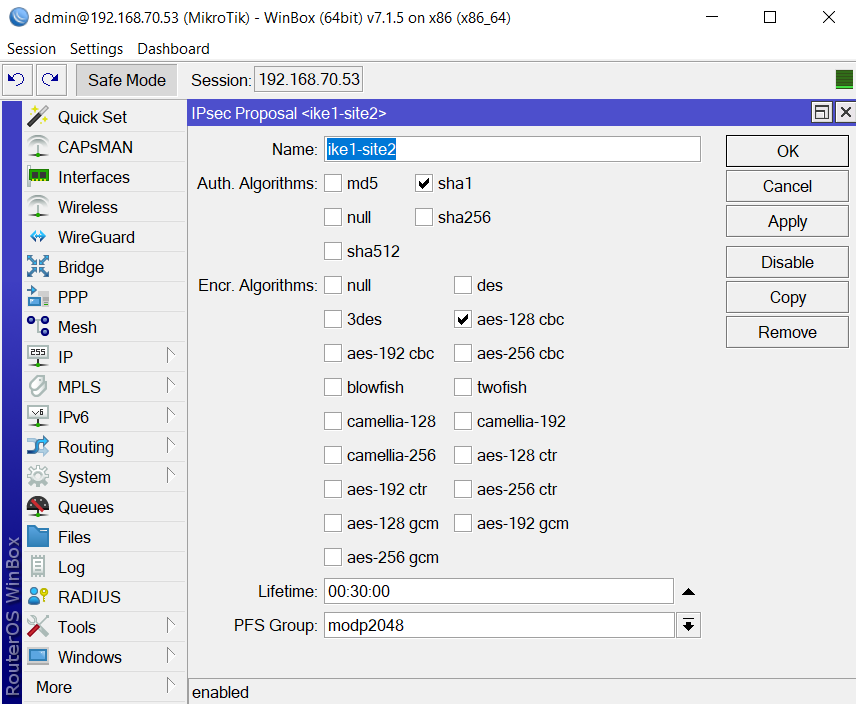 admin@192.168.70.53 (MikroTik) - WinBox (64bit) v7.1.5 on x86 (x86_64)
Session Settings Dashboard
Safe Mode Session: 192.168.70.53
Quick Set
CAPsMAN
Interfaces
Wireless
WireGuard
Bridge
PPP
Mesh
255
IP
MPLS
v6
IPv6
Routing
System
Queues
Files
Log
RADIUS
Tools
Windows
More
RouterOS WinBox
IPsec Proposal <ike1-site2>
Name: ike1-site2
Auth. Algorithms: md5 sha1
null sha256
sha512
Encr. Algorithms: null des
3des aes-128 cbc
aes-192 cbc aes-256 cbc
blowfish twofish
camellia-128 camellia-192
camellia-256 aes-128 ctr
aes-192 ctr aes-256 ctr
aes-128 gcm aes-192 gcm
aes-256 gcm
Lifetime: 00:30:00
PFS Group: modp2048
OK
Cancel
Apply
Disable
Copy
Remove
enabled